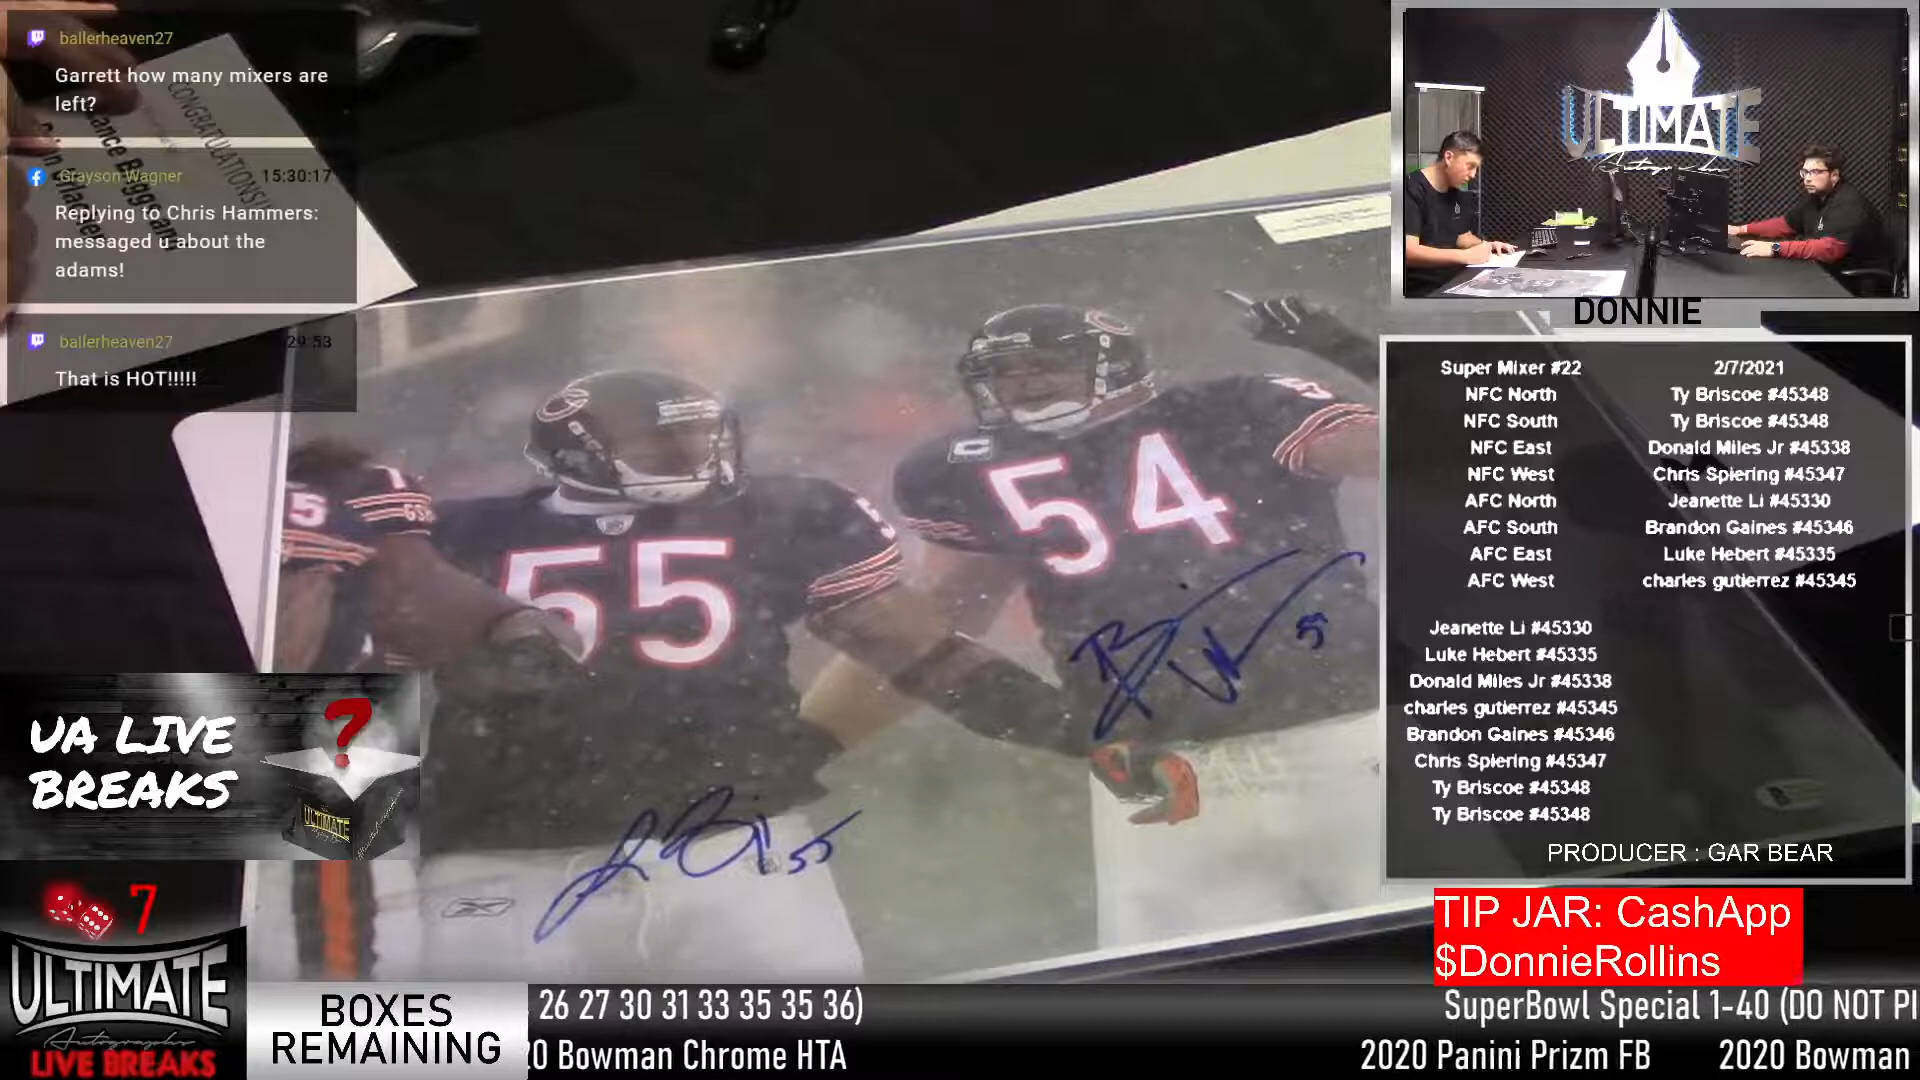 ballerheaven27
Garrett how many mixers are
left?
CONGRATULATIONS!
Grayson Wagner 15:30:17
Replying to Chris Hammers:
messaged u about the
adams!
ballerheaven27 29:53
That is HOT!!!!!
55
54
5
55
UA LIVE
BREAKS
?
ULTIMATE
7
ULTIMATE
Autographs
LIVE BREAKS
BOXES
REMAINING
26 27 30 31 33 35 35 36)
20 Bowman Chrome HTA
SuperBowl Special 1-40 (DO NOT PI
2020 Panini Prizm FB 2020 Bowman
ULTIMATE
Autographs
DONNIE
Super Mixer #22 2/7/2021
NFC North Ty Briscoe #45348
NFC South Ty Briscoe #45348
NFC East Donald Miles Jr #45338
NFC West Chris Spiering #45347
AFC North Jeanette Li #45330
AFC South Brandon Gaines #45346
AFC East Luke Hebert #45335
AFC West charles gutierrez #45345
Jeanette Li #45330
Luke Hebert #45335
Donald Miles Jr #45338
charles gutierrez #45345
Brandon Gaines #45346
Chris Spiering #45347
Ty Briscoe #45348
Ty Briscoe #45348
PRODUCER : GAR BEAR
TIP JAR: CashApp
$DonnieRollins